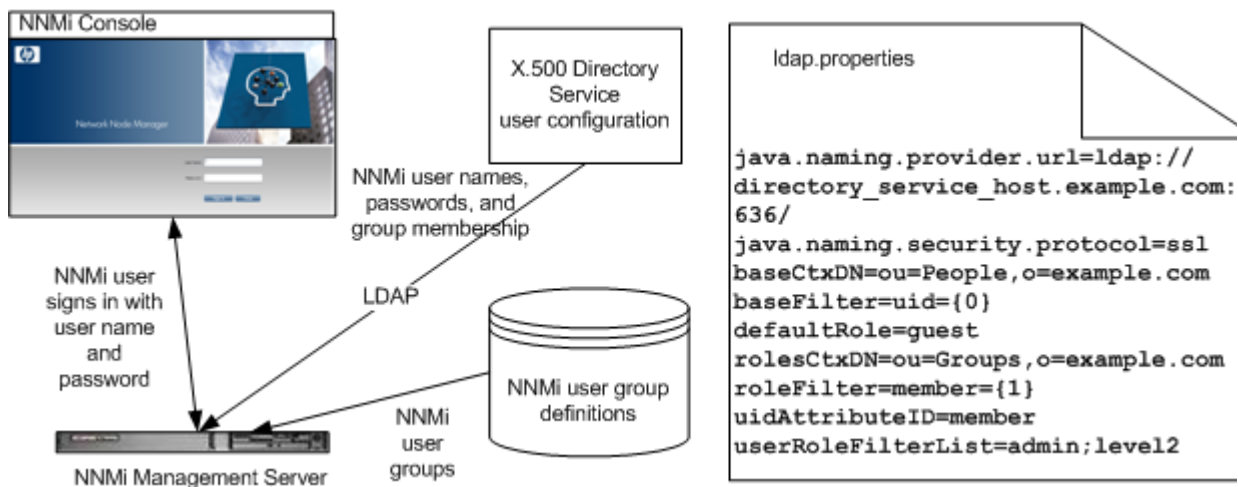 NNMi Console
hp
Network Node Manager
NNMi user
signs in with
user name
and
password
NNMi Management Server
X.500 Directory
Service
user configuration
NNMi user names,
passwords, and
group membership
LDAP
NNMi user group
definitions
NNMi
user
groups
ldap.properties
java.naming.provider.url=ldap://
directory_service_host.example.com:
636/
java.naming.security.protocol=ssl
baseCtxDN=ou=People,o=example.com
baseFilter=uid={0}
defaultRole=guest
rolesCtxDN=ou=Groups,o=example.com
roleFilter=member={1}
uidAttributeID=member
userRoleFilterList=admin;level2